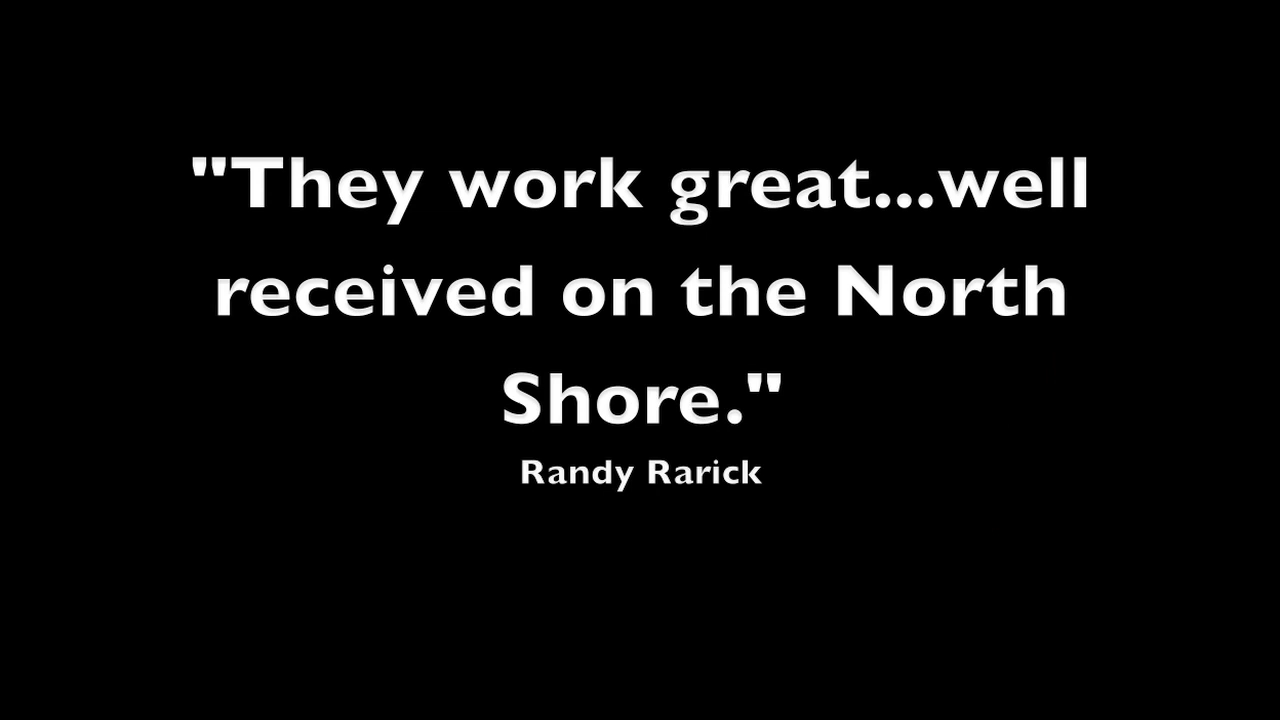 "They work great...well
received on the North
Shore."
Randy Rarick